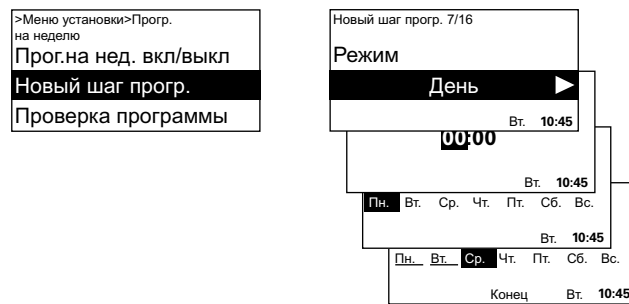 >Меню установки>Прогр.
на неделю
Прог.на нед. вкл/выкл
Новый шаг прогр.
Проверка программы
Новый шаг прогр. 7/16
Режим
День
Вт. 10:45
00:00
Вт. 10:45
Пн. Вт. Ср. Чт. Пт. Сб. Вс.
Вт. 10:45
Пн. Вт. Ср. Чт. Пт. Сб. Вс.
Конец Вт. 10:45